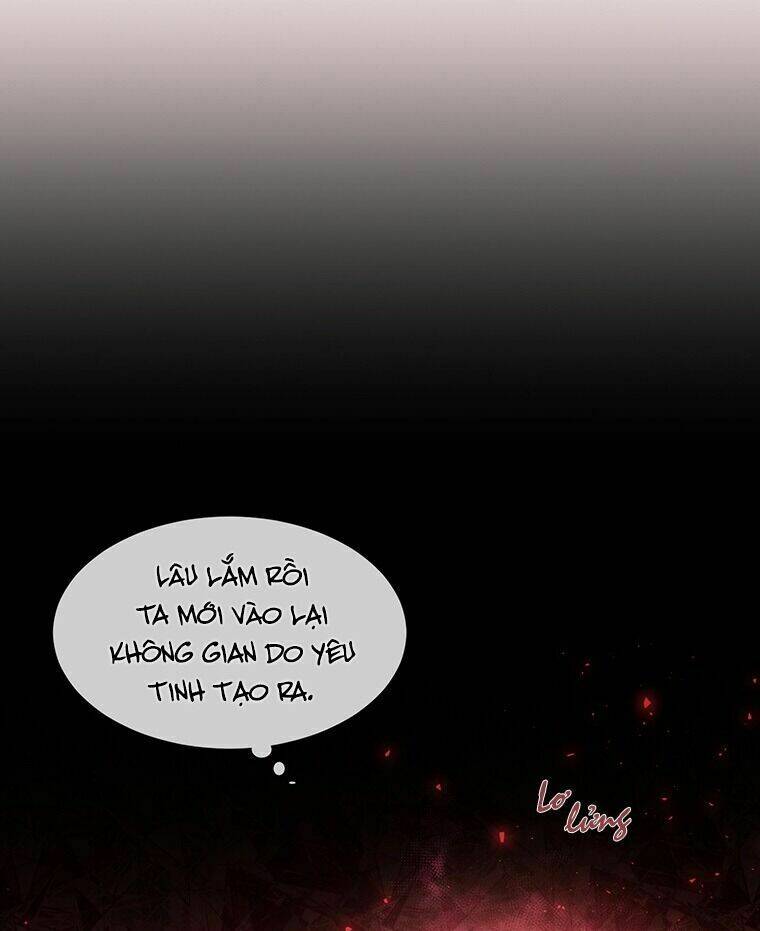 LÂU LẮM RỒI
TA MỚI VÀO LẠI
KHÔNG GIAN DO YÊU
TINH TẠO RA.
Lơ
lửng